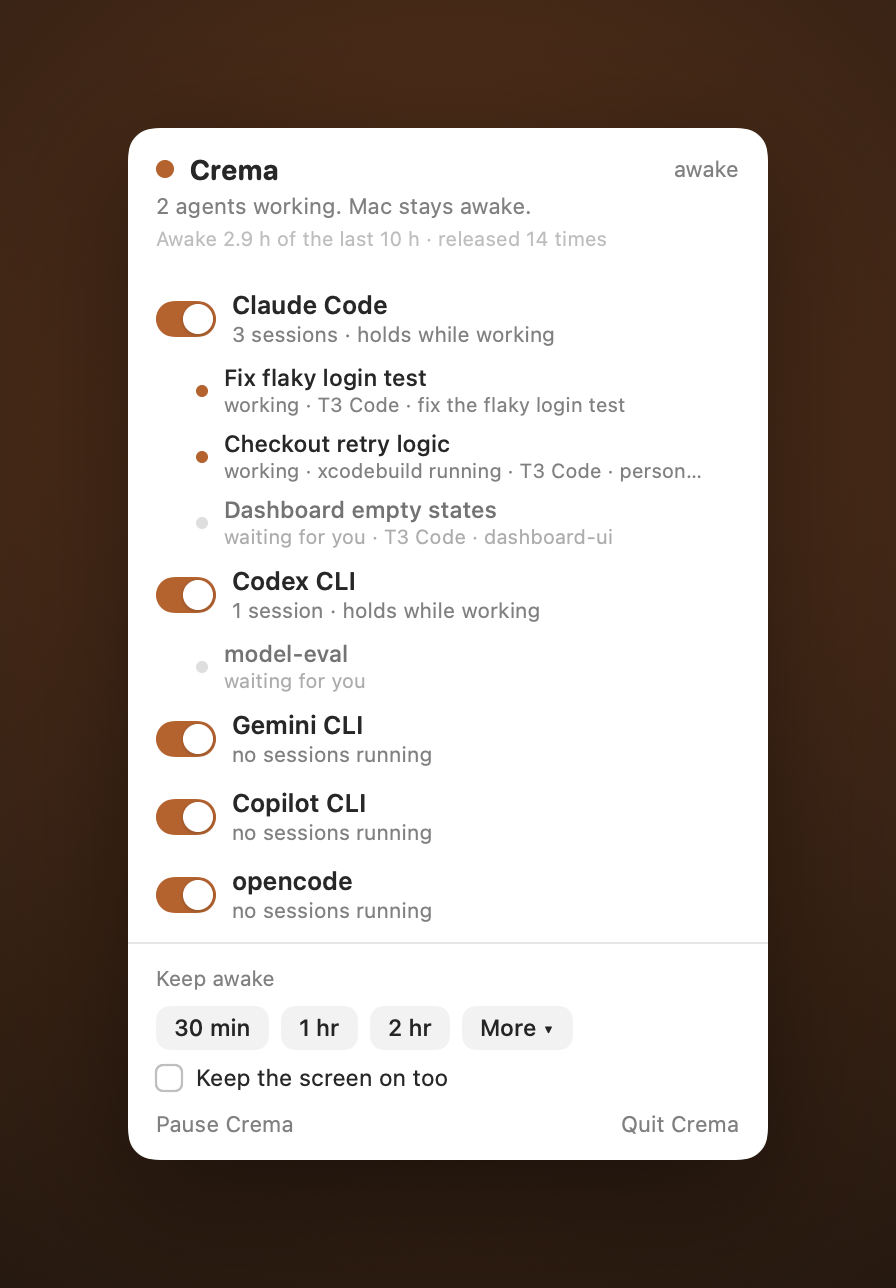 Crema
awake
2 agents working. Mac stays awake.
Awake 2.9 h of the last 10 h · released 14 times
Claude Code
3 sessions · holds while working
Fix flaky login test
working · T3 Code · fix the flaky login test
Checkout retry logic
working · xcodebuild running · T3 Code · person...
Dashboard empty states
waiting for you · T3 Code · dashboard-ui
Codex CLI
1 session · holds while working
model-eval
waiting for you
Gemini CLI
no sessions running
Copilot CLI
no sessions running
opencode
no sessions running
Keep awake
30 min 1 hr 2 hr More ▾
Keep the screen on too
Pause Crema
Quit Crema